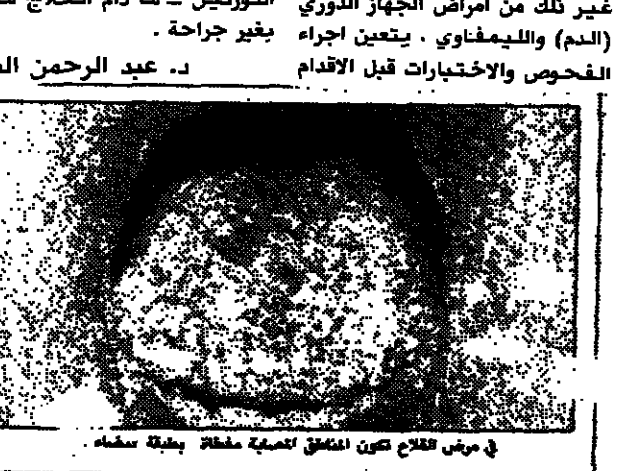 غير ذلك من امراض الجهاز الدوري
(الدم) والليمفاوي . يتعين اجراء
الفحوص والاختبارات قبل الاقدام
بغير جراحة .
د. عبد الرحمن
في مرض القلاع تكون المناطق المصابة مغطاة بطبقة بيضاء .